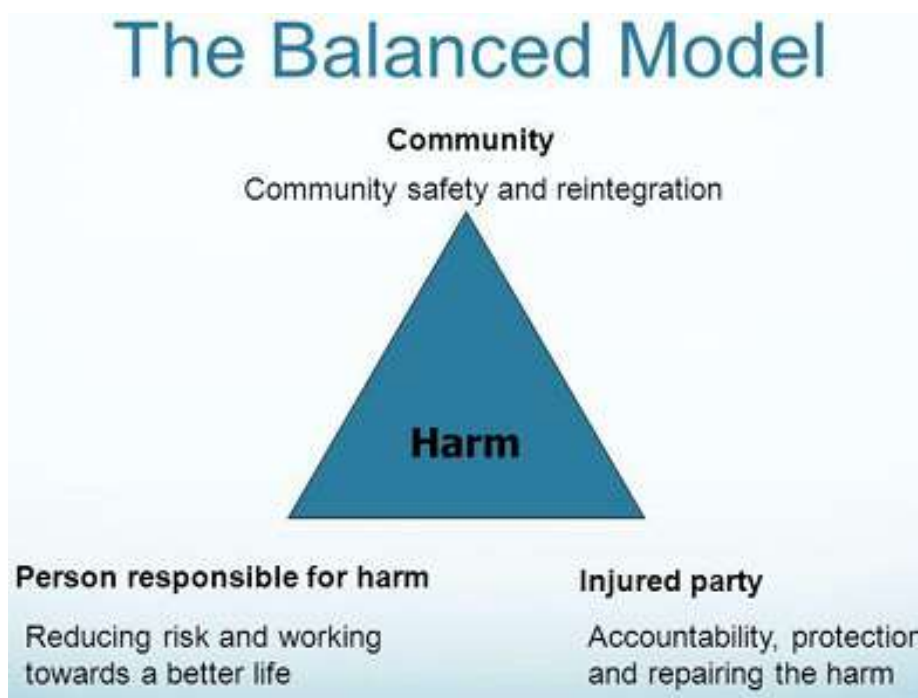 The Balanced Model
Community
Community safety and reintegration
Harm
Person responsible for harm
Reducing risk and working
towards a better life
Injured party
Accountability, protection
and repairing the harm